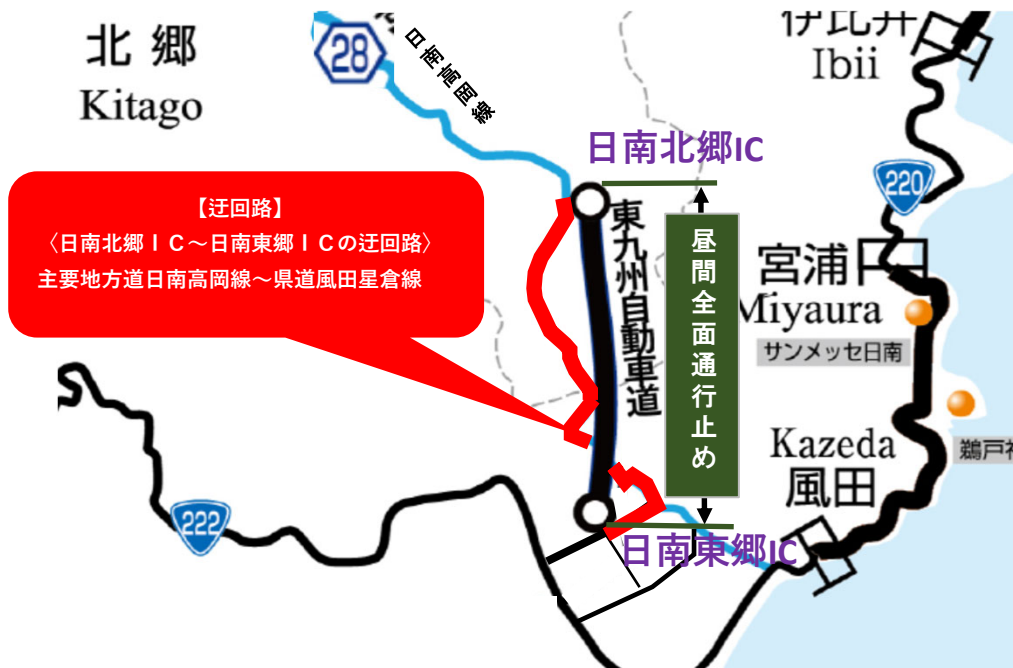 北郷
Kitago
28
日南高岡線
伊比井
Ibii
日南北郷IC
220
【迂回路】
〈日南北郷ＩＣ～日南東郷ＩＣの迂回路〉
主要地方道日南高岡線～県道風田星倉線
東九州自動車道
昼間全面通行止め
宮浦
Miyaura
サンメッセ日南
Kazeda
風田
鵜戸神
222
日南東郷IC